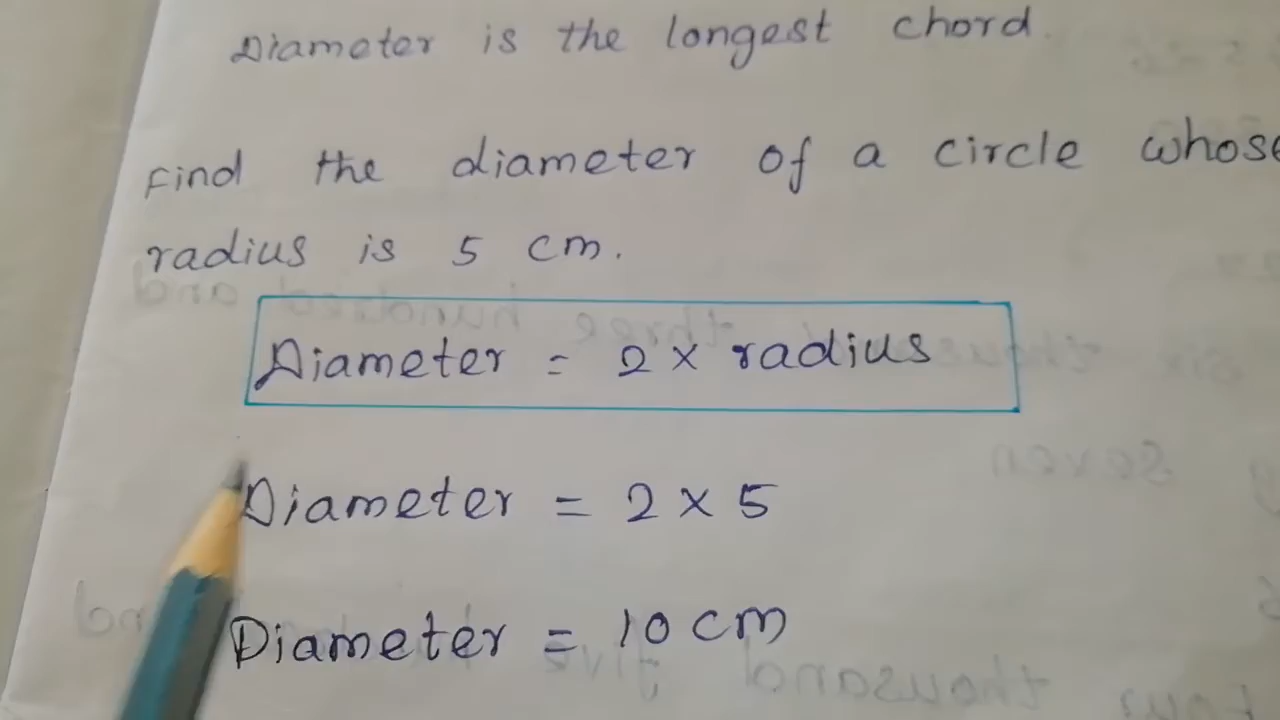 Diameter is the longest chord.
Find the diameter of a circle whose
radius is 5 cm.
Diameter = 2 × radius
Diameter = 2 × 5
Diameter = 10 cm